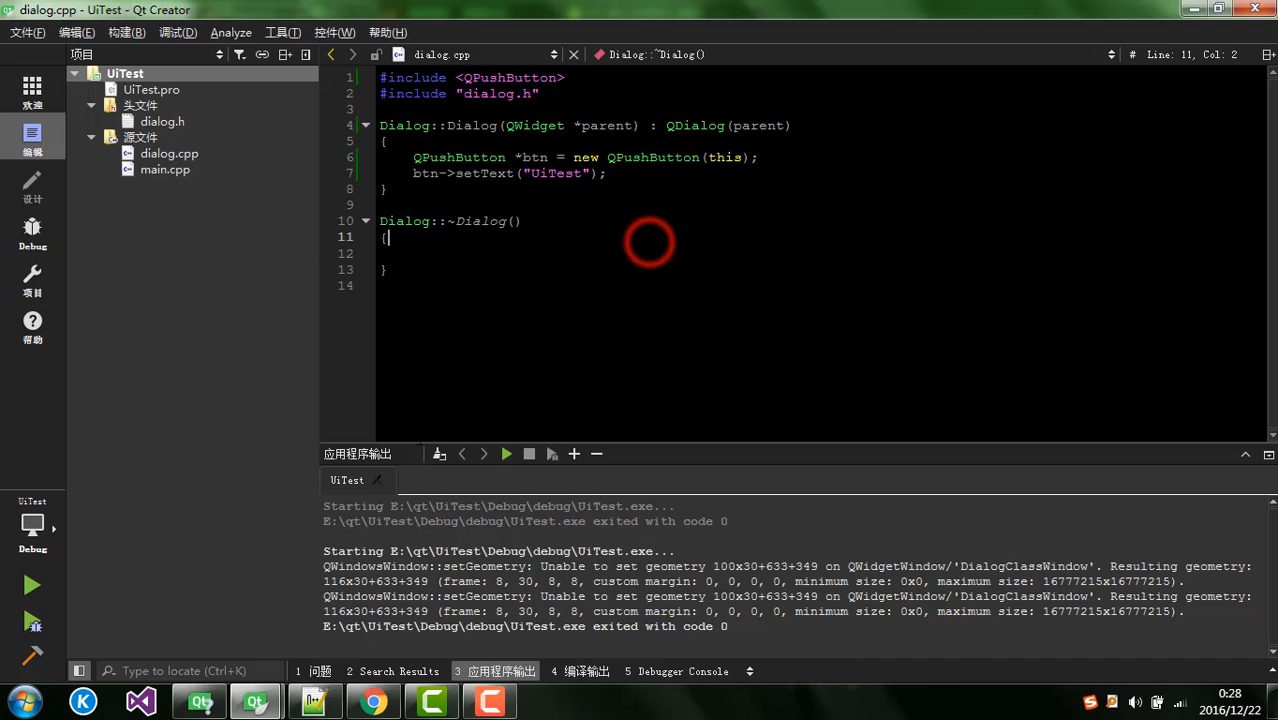 dialog.cpp - UiTest - Qt Creator
文件(F) 编辑(E) 构建(B) 调试(D) Analyze 工具(T) 控件(W) 帮助(H)
项目
dialog.cpp
Dialog::~Dialog()
# Line: 11, Col: 2
欢迎
编辑
设计
Debug
项目
帮助
UiTest
UiTest.pro
头文件
dialog.h
源文件
dialog.cpp
main.cpp
1 #include <QPushButton>
2 #include "dialog.h"
3
4 Dialog::Dialog(QWidget *parent) : QDialog(parent)
5 {
6 QPushButton *btn = new QPushButton(this);
7 btn->setText("UiTest");
8 }
9
10 Dialog::~Dialog()
11 {
12
13 }
14
应用程序输出
UiTest
Starting E:\qt\UiTest\Debug\debug\UiTest.exe...
E:\qt\UiTest\Debug\debug\UiTest.exe exited with code 0
Starting E:\qt\UiTest\Debug\debug\UiTest.exe...
QWindowsWindow::setGeometry: Unable to set geometry 100x30+633+349 on QWidgetWindow/'DialogClassWindow'. Resulting geometry:
116x30+633+349 (frame: 8, 30, 8, 8, custom margin: 0, 0, 0, 0, minimum size: 0x0, maximum size: 16777215x16777215).
QWindowsWindow::setGeometry: Unable to set geometry 100x30+633+349 on QWidgetWindow/'DialogClassWindow'. Resulting geometry:
116x30+633+349 (frame: 8, 30, 8, 8, custom margin: 0, 0, 0, 0, minimum size: 0x0, maximum size: 16777215x16777215).
E:\qt\UiTest\Debug\debug\UiTest.exe exited with code 0
UiTest
Debug
Type to locate (Ctrl+K)
1 问题 2 Search Results 3 应用程序输出 4 编译输出 5 Debugger Console
0:28
2016/12/22